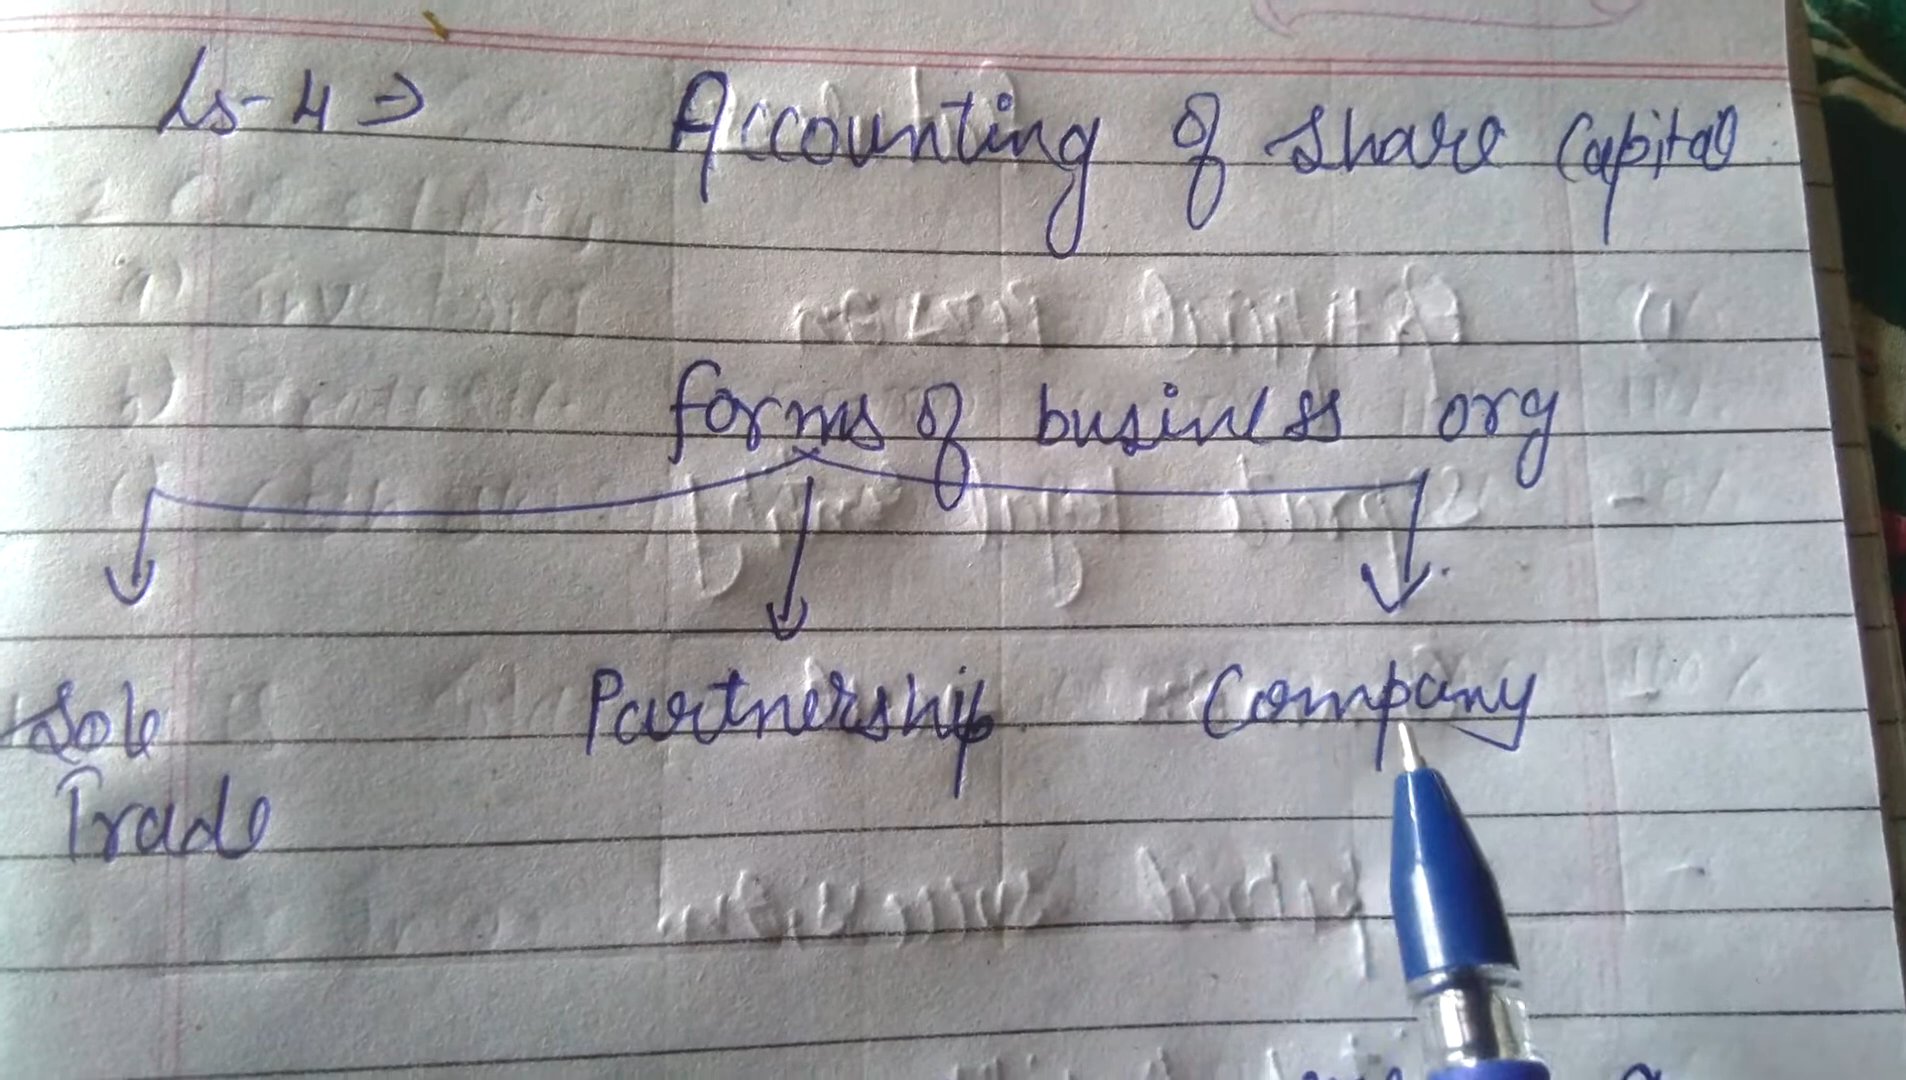 Ls-4 ⇒ Accounting of Share Capital
forms of business org
Sole Partnership Company
Trade